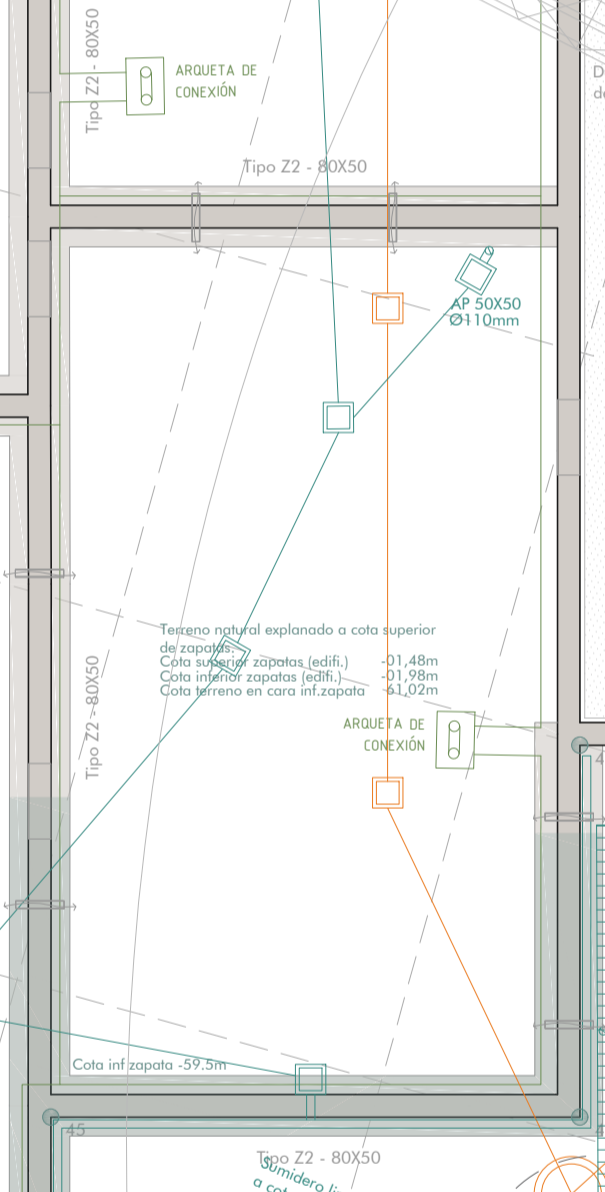 Tipo Z2 - 80X50
ARQUETA DE
CONEXIÓN
Tipo Z2 - 80X50
AP 50X50
Ø110mm
Terreno natural explanado a cota superior
de zapatas.
Cota superior zapatas (edifi.) -01,48m
Cota interior zapatas (edifi.) -01,98m
Cota terreno en cara inf.zapata 61,02m
Tipo Z2 - 80X50
ARQUETA DE
CONEXIÓN
Cota inf zapata -59.5m
45
Tipo Z2 - 80X50
Sumidero
a